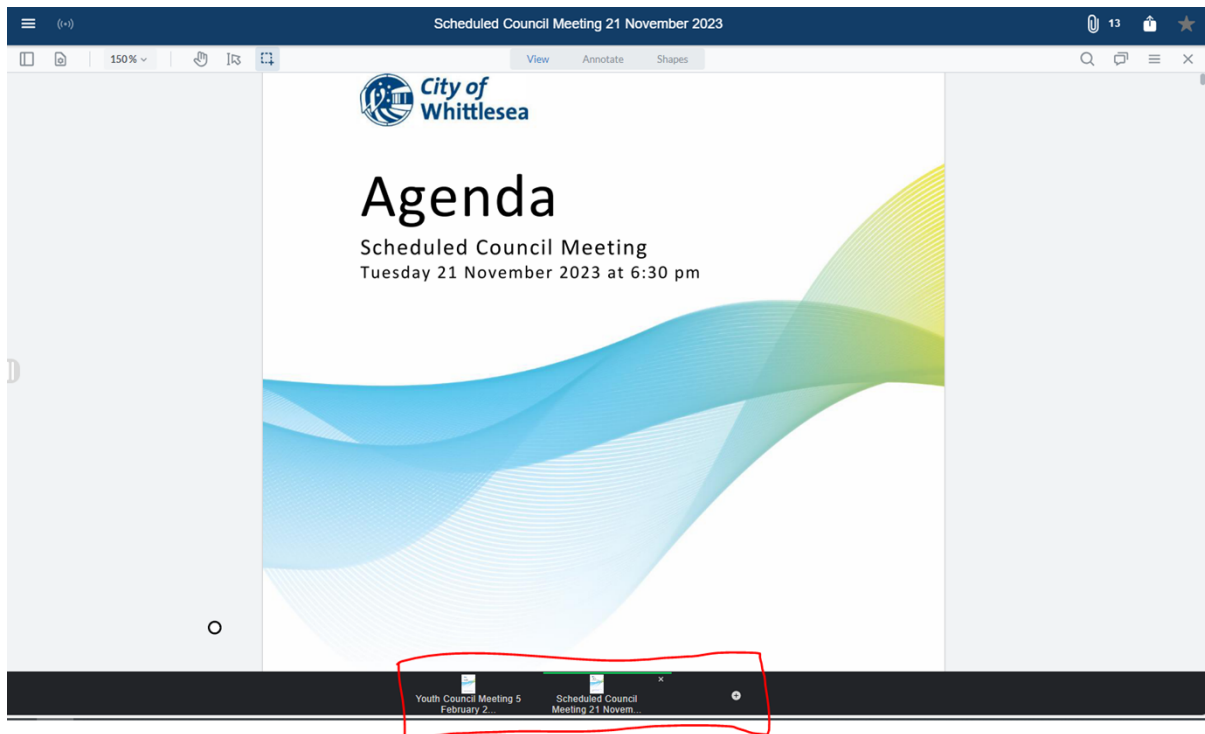 Scheduled Council Meeting 21 November 2023
13
150%
View
Annotate
Shapes
City of
Whittlesea
Agenda
Scheduled Council Meeting
Tuesday 21 November 2023 at 6:30 pm
Youth Council Meeting 5
February 2...
Scheduled Council
Meeting 21 Novem...